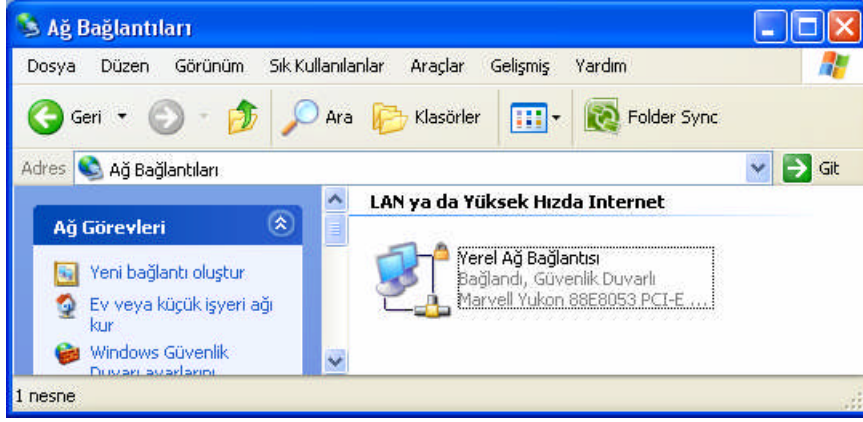 Ağ Bağlantıları
Dosya Düzen Görünüm Sık Kullanılanlar Araçlar Gelişmiş Yardım
Geri Ara Klasörler Folder Sync
Adres Ağ Bağlantıları Git
Ağ Görevleri
Yeni bağlantı oluştur
Ev veya küçük işyeri ağı
kur
Windows Güvenlik
Duvarı ayarlarını
LAN ya da Yüksek Hızda Internet
Yerel Ağ Bağlantısı
Bağlandı, Güvenlik Duvarlı
Marvell Yukon 88E8053 PCI-E ...
1 nesne